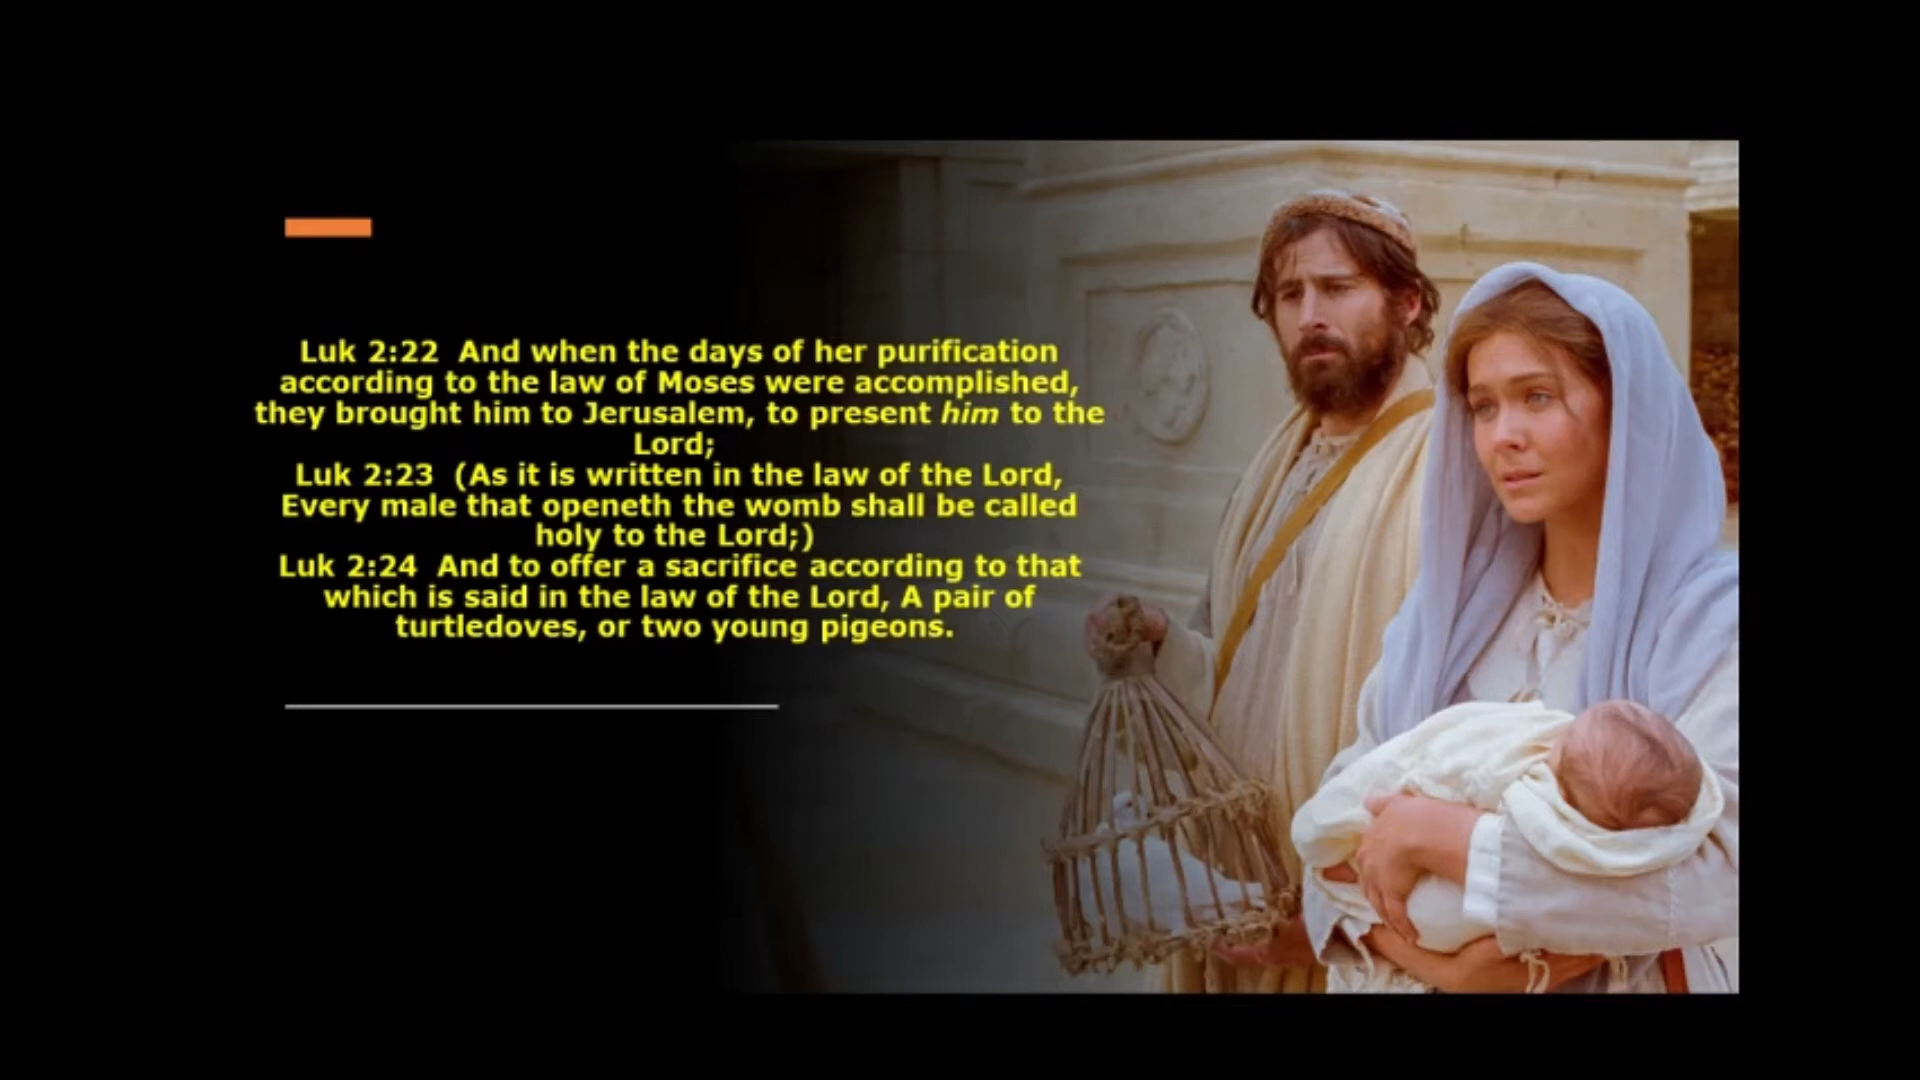 Luk 2:22  And when the days of her purification
according to the law of Moses were accomplished,
they brought him to Jerusalem, to present him to the
Lord;
Luk 2:23  (As it is written in the law of the Lord,
Every male that openeth the womb shall be called
holy to the Lord;)
Luk 2:24  And to offer a sacrifice according to that
which is said in the law of the Lord, A pair of
turtledoves, or two young pigeons.